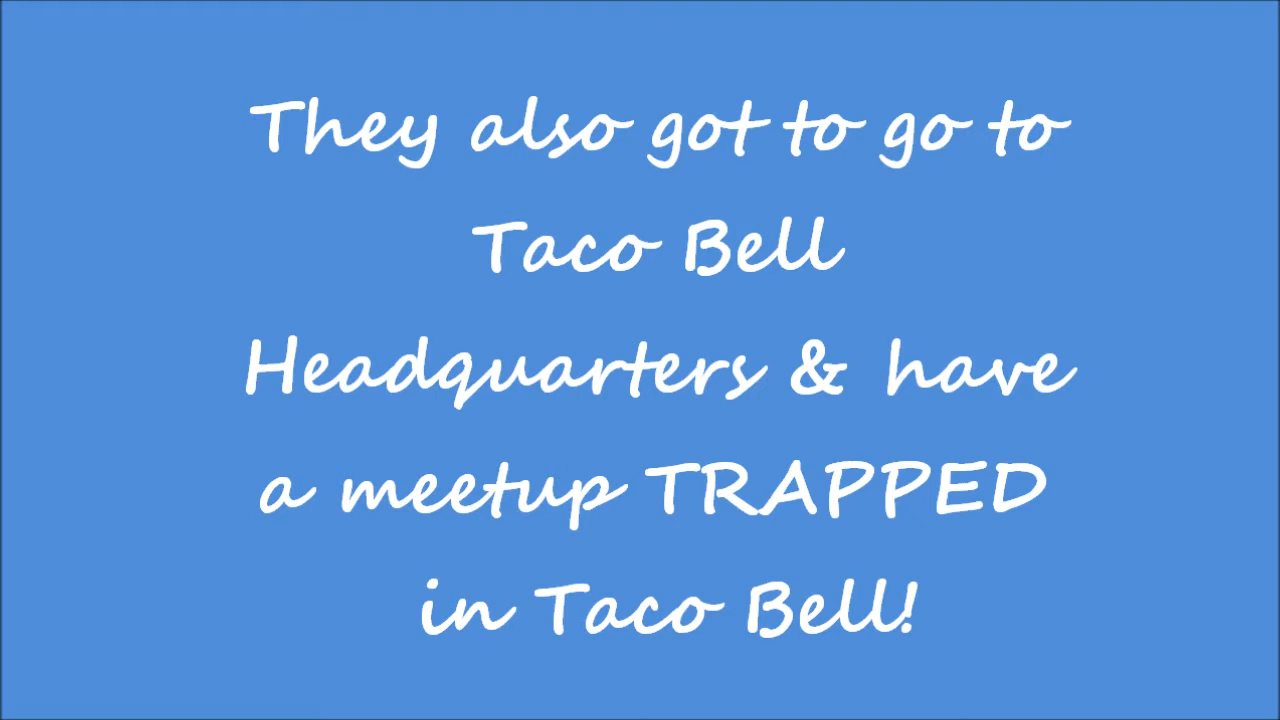 They also got to go to
Taco Bell
Headquarters & have
a meetup TRAPPED
in Taco Bell!